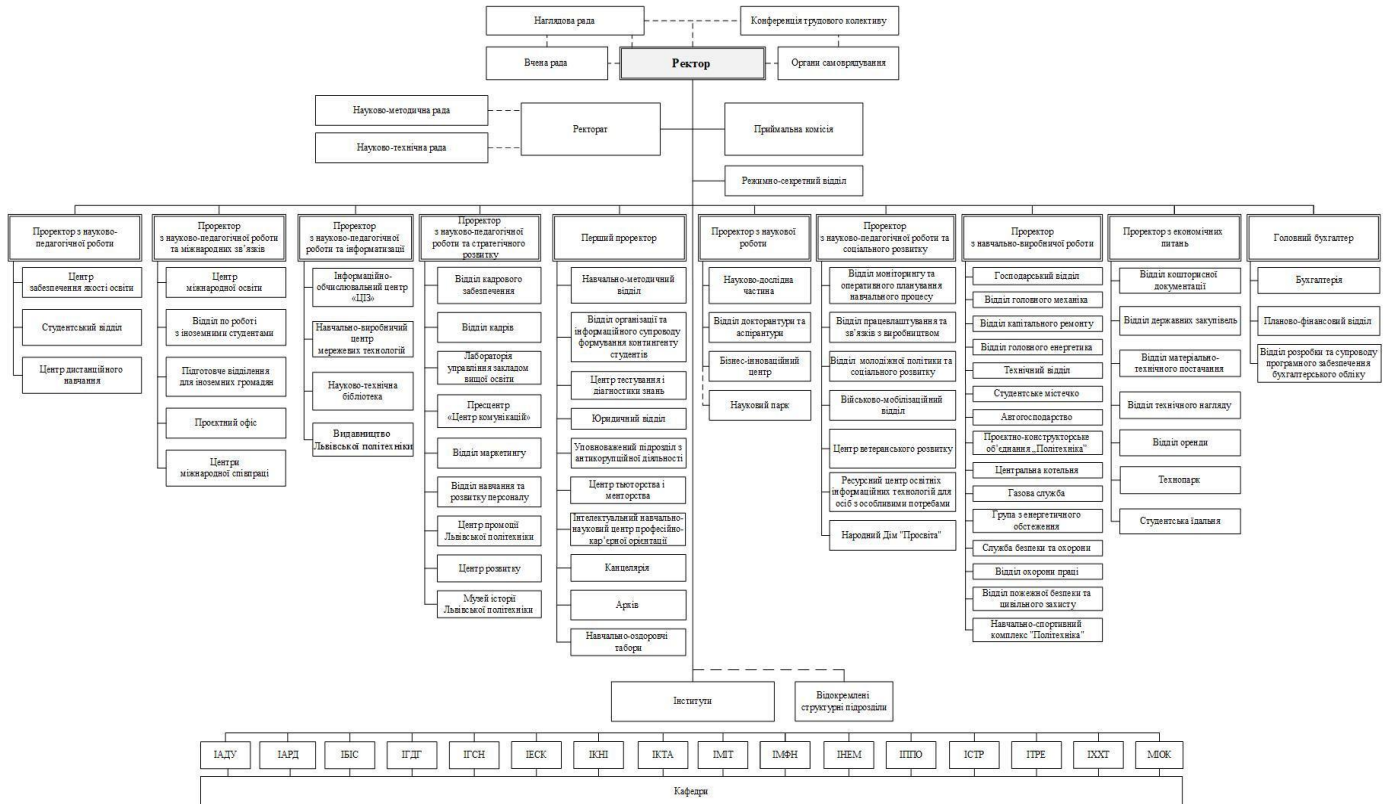 Наглядова рада
Конференція трудового колективу
Вчена рада
Ректор
Органи самоврядування
Науково-методична рада
Науково-технічна рада
Ректорат
Приймальна комісія
Режимно-секретний відділ
Проректор з науково-
педагогічної роботи
Центр
забезпечення якості освіти
Студентський відділ
Центр дистанційного
навчання
Проректор
з науково-педагогічної роботи
та міжнародних зв’язків
Центр
міжнародної освіти
Відділ по роботі
з іноземними студентами
Підготовче відділення
для іноземних громадян
Проєктний офіс
Центри
міжнародної співпраці
Проректор
з науково-педагогічної
роботи та інформатизації
Інформаційно-
обчислювальний центр
«ЦІЗ»
Навчально-виробничий
центр
мережевих технологій
Науково-технічна
бібліотека
Видавництво
Львівської політехніки
Проректор
з науково-педагогічної
роботи та стратегічного
розвитку
Відділ кадрового
забезпечення
Відділ кадрів
Лабораторія
управління закладом
вищої освіти
Пресцентр
«Центр комунікацій»
Відділ маркетингу
Відділ навчання та
розвитку персоналу
Центр промоції
Львівської політехніки
Центр розвитку
Музей історії
Львівської політехніки
Перший проректор
Навчально-методичний
відділ
Відділ організації та
інформаційного супроводу
формування контингенту
студентів
Центр тестування і
діагностики знань
Юридичний відділ
Уповноважений підрозділ з
антикорупційної діяльності
Центр тьюторства і
менторства
Інтелектуальний навчально-
науковий центр професійно-
кар’єрної орієнтації
Канцелярія
Архів
Навчально-оздоровчі
табори
Проректор з наукової
роботи
Науково-дослідна
частина
Відділ докторантури та
аспірантури
Бізнес-інноваційний
центр
Науковий парк
Проректор
з науково-педагогічної роботи та
соціального розвитку
Відділ моніторингу та
оперативного планування
навчального процесу
Відділ працевлаштування та
зв’язків з виробництвом
Відділ молодіжної політики та
соціального розвитку
Військово-мобілізаційний
відділ
Центр ветеранського розвитку
Ресурсний центр освітніх
інформаційних технологій для
осіб з особливими потребами
Народний Дім "Просвіта"
Проректор
з навчально-виробничої роботи
Господарський відділ
Відділ головного механіка
Відділ капітального ремонту
Відділ головного енергетика
Технічний відділ
Студентське містечко
Автогосподарство
Проєктно-конструкторське
об’єднання „Політехніка"
Центральна котельня
Газова служба
Група з енергетичного
обстеження
Служба безпеки та охорони
Відділ охорони праці
Відділ пожежної безпеки та
цивільного захисту
Навчально-спортивний
комплекс "Політехніка"
Проректор з економічних
питань
Відділ кошторисної
документації
Відділ державних закупівель
Відділ матеріально-
технічного постачання
Відділ технічного нагляду
Відділ оренди
Технопарк
Студентська їдальня
Головний бухгалтер
Бухгалтерія
Планово-фінансовий відділ
Відділ розробки та супроводу
програмного забезпечення
бухгалтерського обліку
Інститути
Відокремлені
структурні підрозділи
ІАДУ
ІАРД
ІБІС
ІГДГ
ІГСН
ІЕСК
ІКНІ
ІКТА
ІМІТ
ІМФН
ІНЕМ
ІППО
ІСТР
ІТРЕ
ІХХТ
МІОК
Кафедри